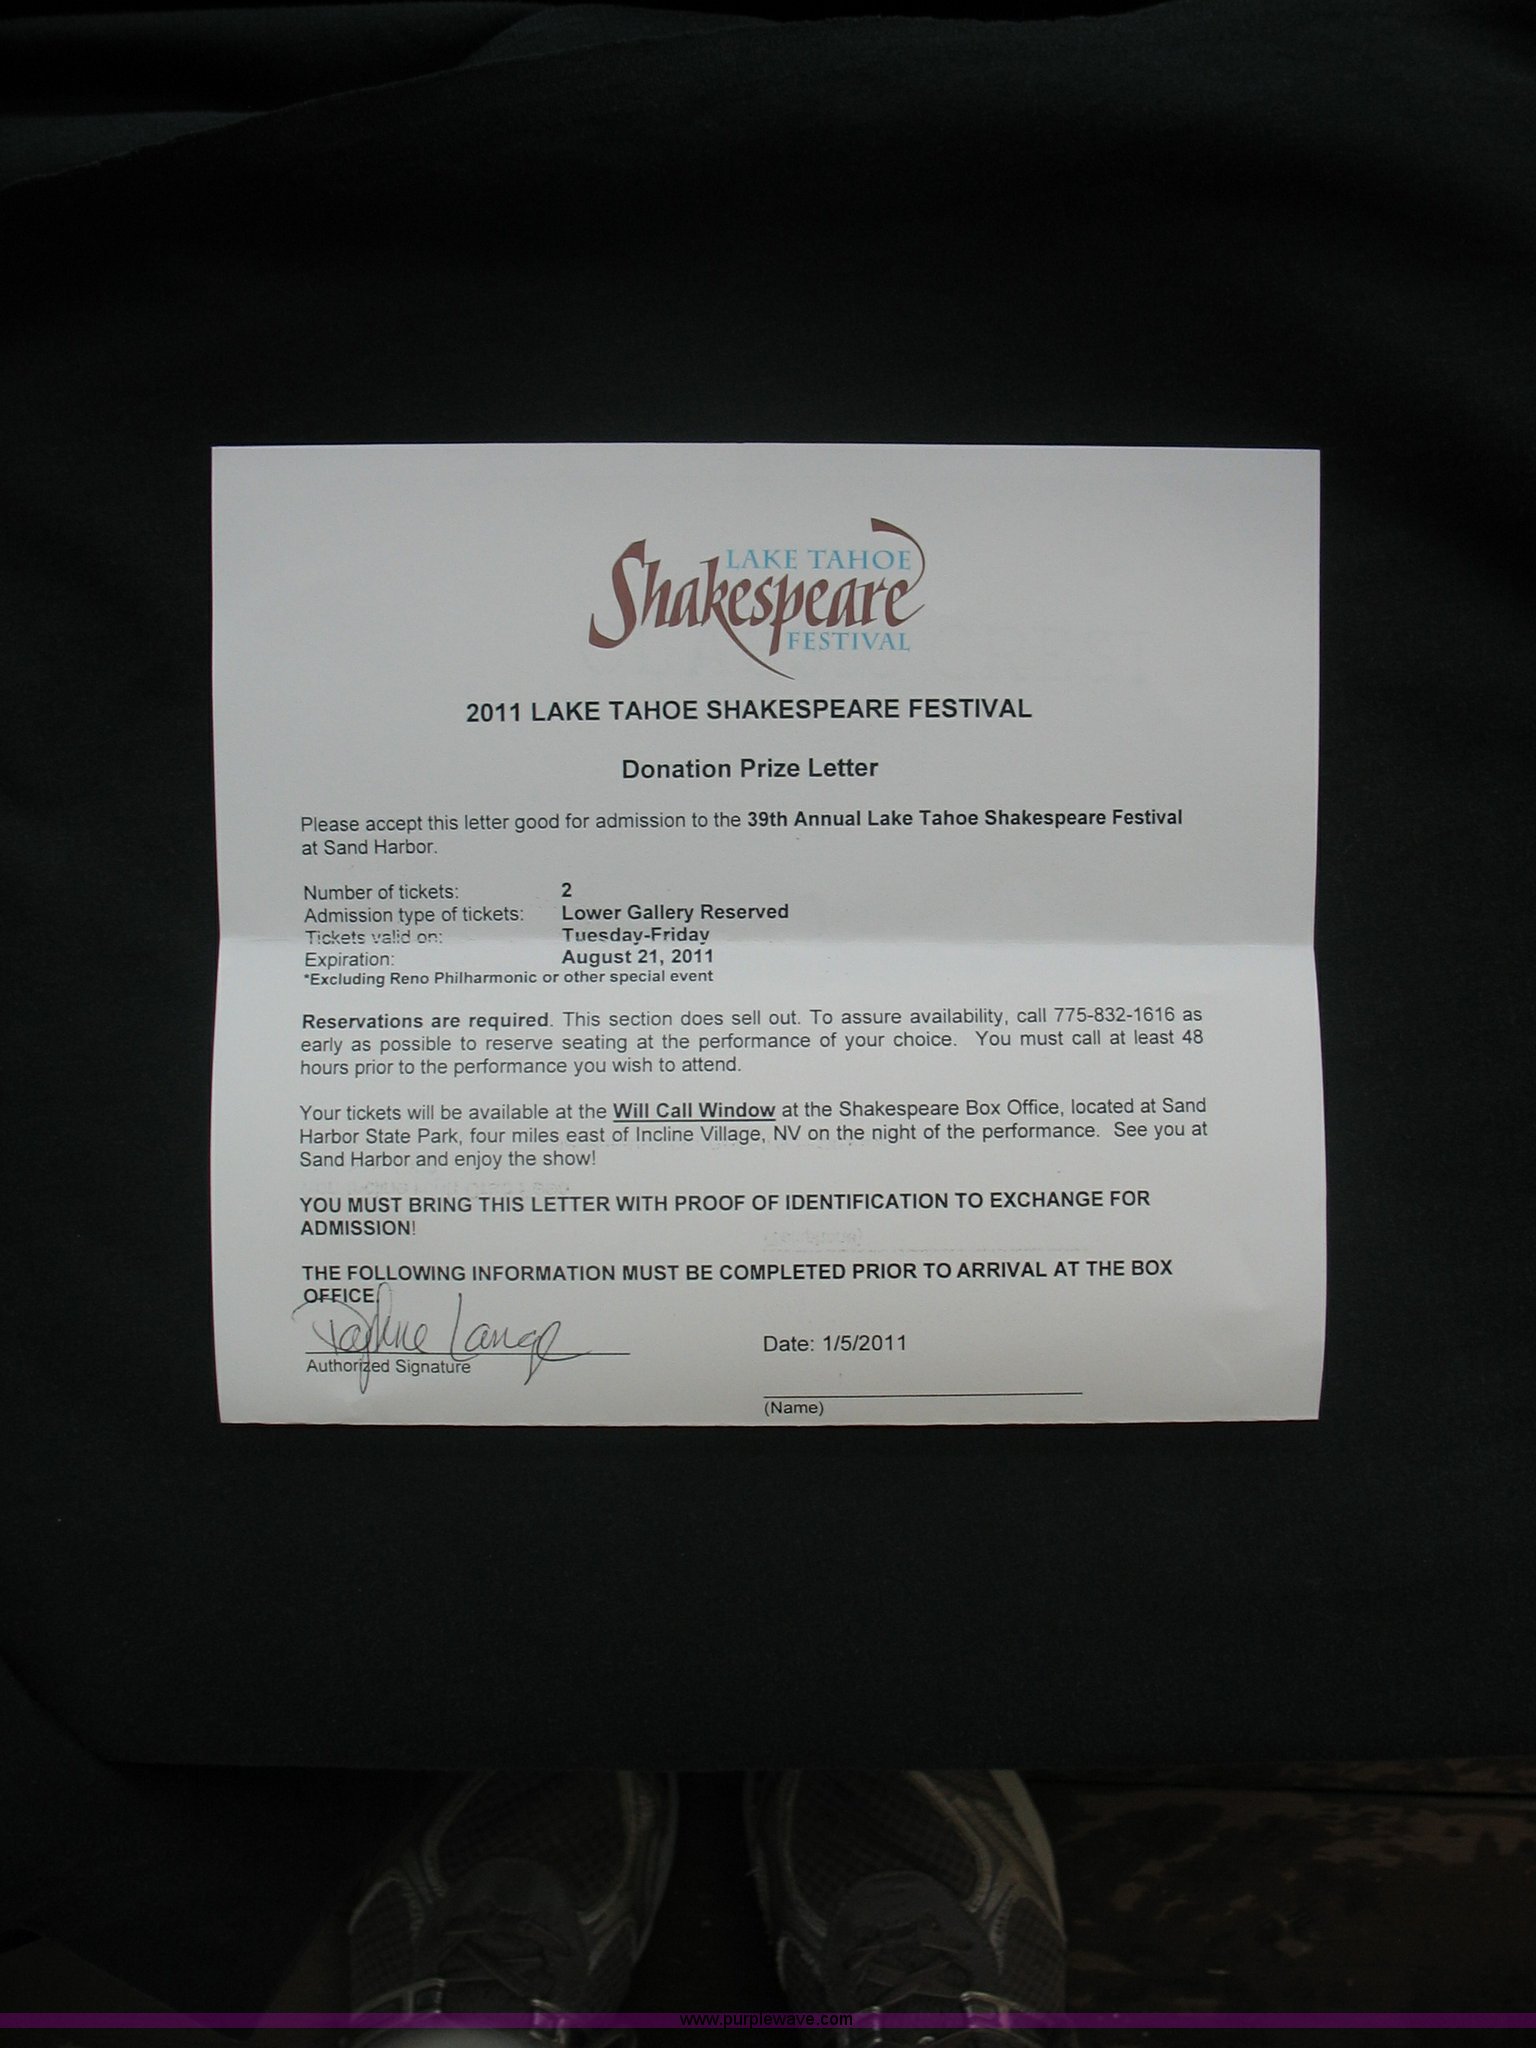 LAKE TAHOE
Shakespeare
FESTIVAL
2011 LAKE TAHOE SHAKESPEARE FESTIVAL
Donation Prize Letter
Please accept this letter good for admission to the 39th Annual Lake Tahoe Shakespeare Festival
at Sand Harbor.
Number of tickets: 2
Admission type of tickets: Lower Gallery Reserved
Tickets valid on: Tuesday-Friday
Expiration: August 21, 2011
*Excluding Reno Philharmonic or other special event
Reservations are required. This section does sell out. To assure availability, call 775-832-1616 as
early as possible to reserve seating at the performance of your choice. You must call at least 48
hours prior to the performance you wish to attend.
Your tickets will be available at the Will Call Window at the Shakespeare Box Office, located at Sand
Harbor State Park, four miles east of Incline Village, NV on the night of the performance. See you at
Sand Harbor and enjoy the show!
YOU MUST BRING THIS LETTER WITH PROOF OF IDENTIFICATION TO EXCHANGE FOR
ADMISSION!
THE FOLLOWING INFORMATION MUST BE COMPLETED PRIOR TO ARRIVAL AT THE BOX
OFFICE.
Daphne Lange
Authorized Signature
Date: 1/5/2011
(Name)
www.purplewave.com